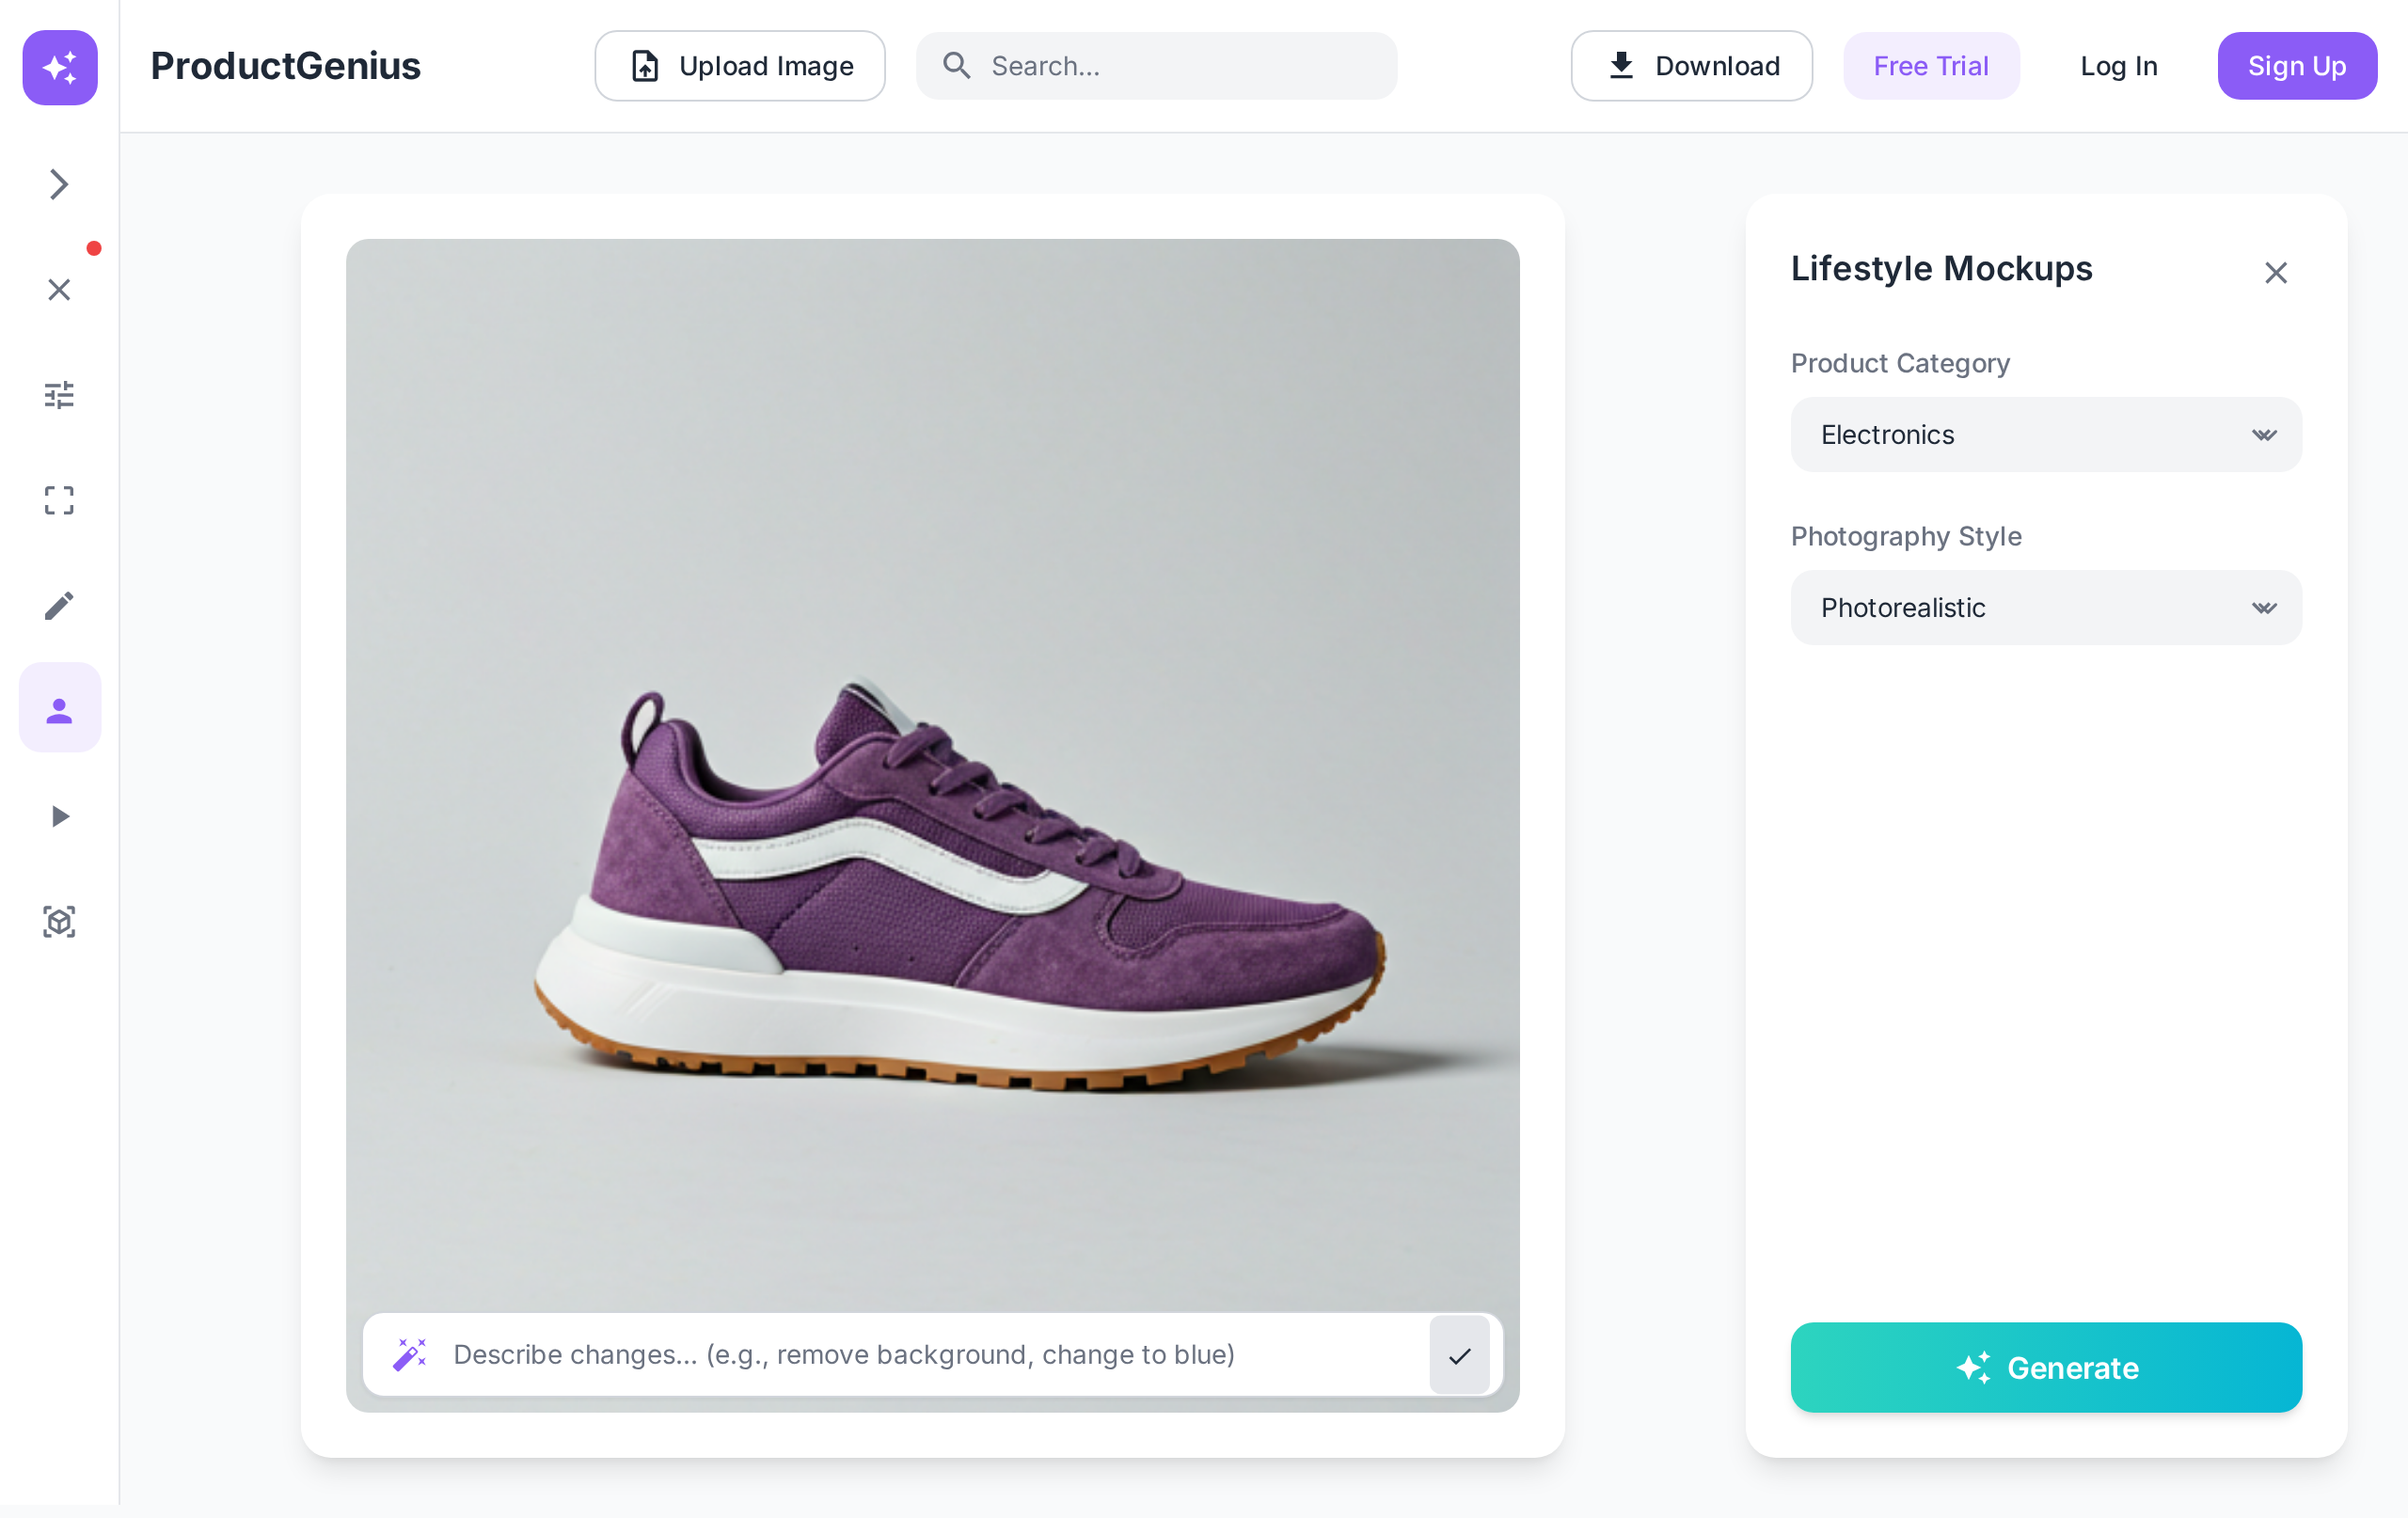 ProductGenius
Upload Image
Search...
Download
Free Trial
Log In
Sign Up
Lifestyle Mockups
Product Category
Electronics
Photography Style
Photorealistic
Describe changes... (e.g., remove background, change to blue)
Generate